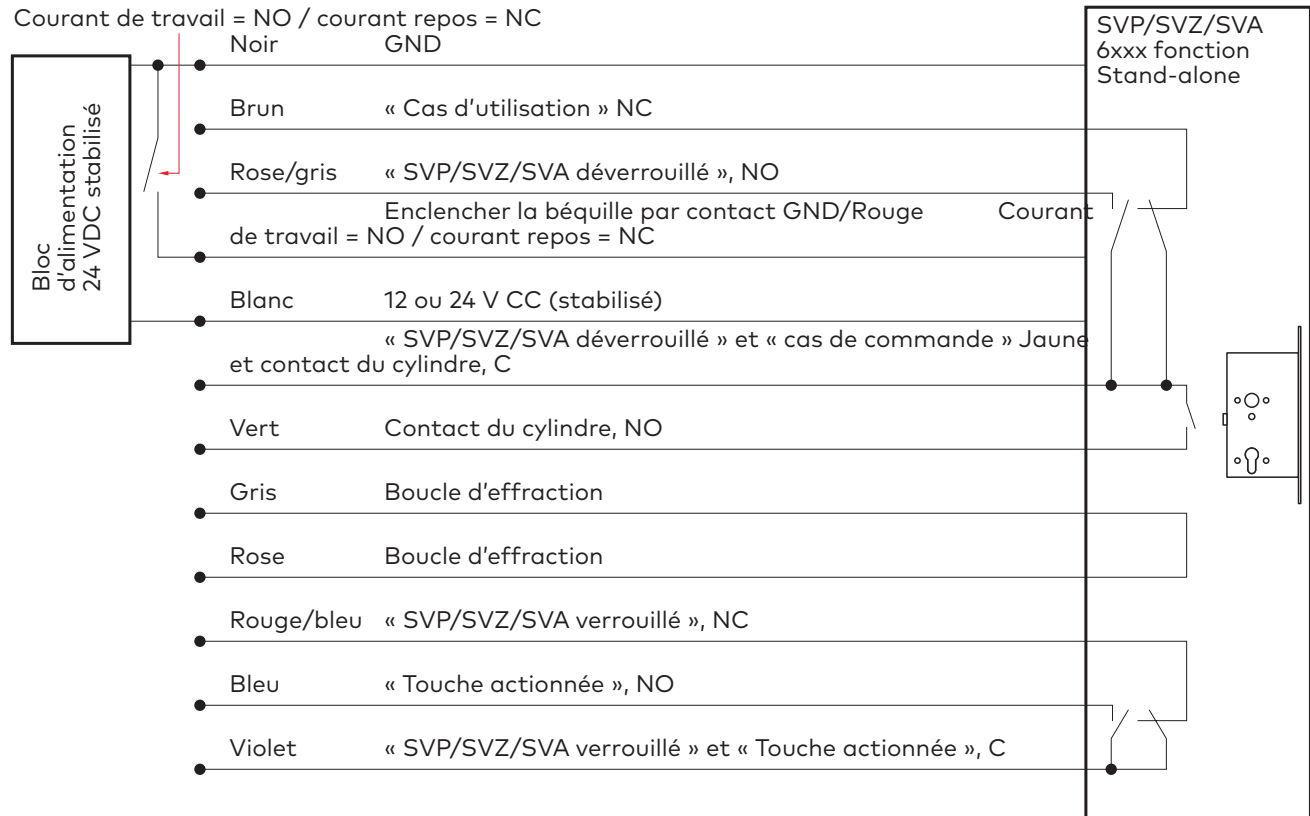 Courant de travail = NO / courant repos = NC
SVP/SVZ/SVA
6xxx fonction
Stand-alone
Bloc
d'alimentation
24 VDC stabilisé
Noir GND
Brun « Cas d'utilisation » NC
Rose/gris « SVP/SVZ/SVA déverrouillé », NO
Enclencher la béquille par contact GND/Rouge Courant
de travail = NO / courant repos = NC
Blanc 12 ou 24 V CC (stabilisé)
« SVP/SVZ/SVA déverrouillé » et « cas de commande » Jaune
et contact du cylindre, C
Vert Contact du cylindre, NO
Gris Boucle d'effraction
Rose Boucle d'effraction
Rouge/bleu « SVP/SVZ/SVA verrouillé », NC
Bleu « Touche actionnée », NO
Violet « SVP/SVZ/SVA verrouillé » et « Touche actionnée », C